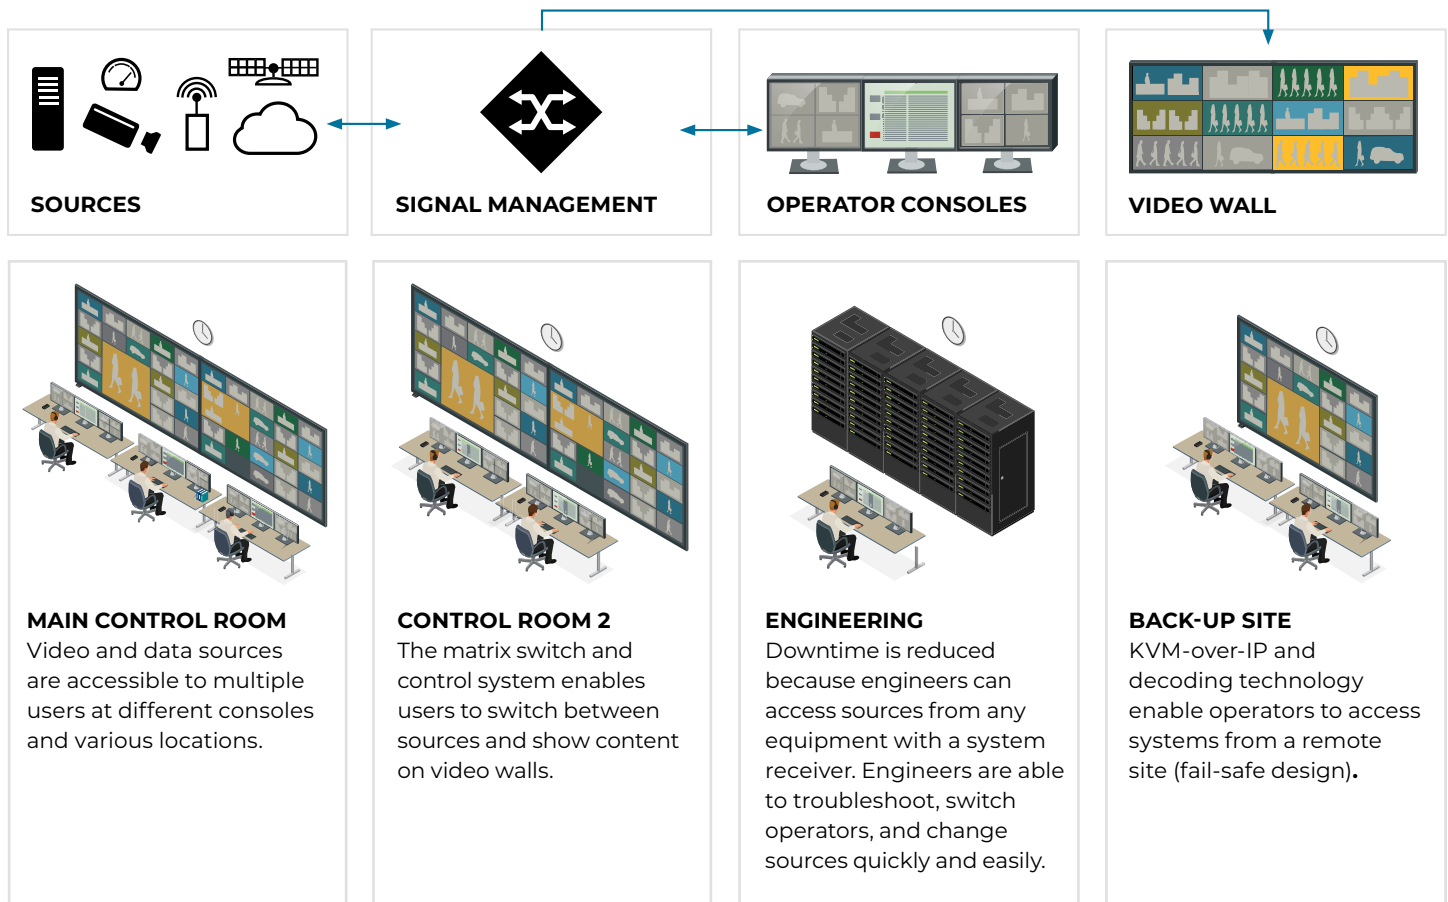 SOURCES
SIGNAL MANAGEMENT
OPERATOR CONSOLES
VIDEO WALL
MAIN CONTROL ROOM
Video and data sources
are accessible to multiple
users at different consoles
and various locations.
CONTROL ROOM 2
The matrix switch and
control system enables
users to switch between
sources and show content
on video walls.
ENGINEERING
Downtime is reduced
because engineers can
access sources from any
equipment with a system
receiver. Engineers are able
to troubleshoot, switch
operators, and change
sources quickly and easily.
BACK-UP SITE
KVM-over-IP and
decoding technology
enable operators to access
systems from a remote
site (fail-safe design).